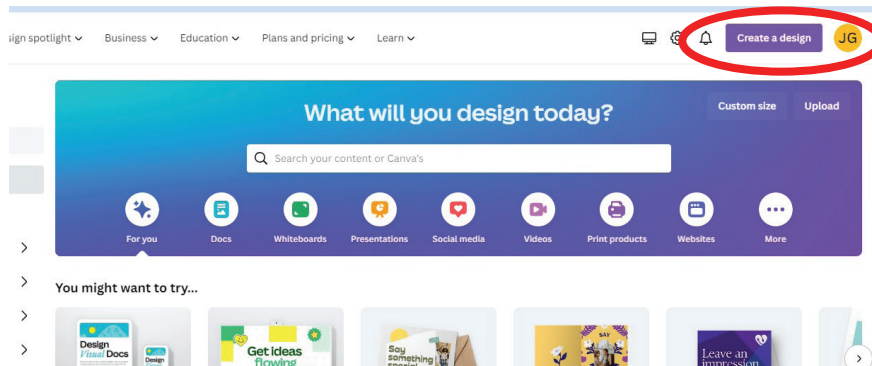 sign spotlight Business Education Plans and pricing Learn Create a design JG
What will you design today?
Custom size Upload
Search your content or Canva's
For you Docs Whiteboards Presentations Social media Videos Print products Websites More
You might want to try...
Design
Visual Docs
Design
Get ideas
flowing
Say
something
special
SAY
Leave an
impression